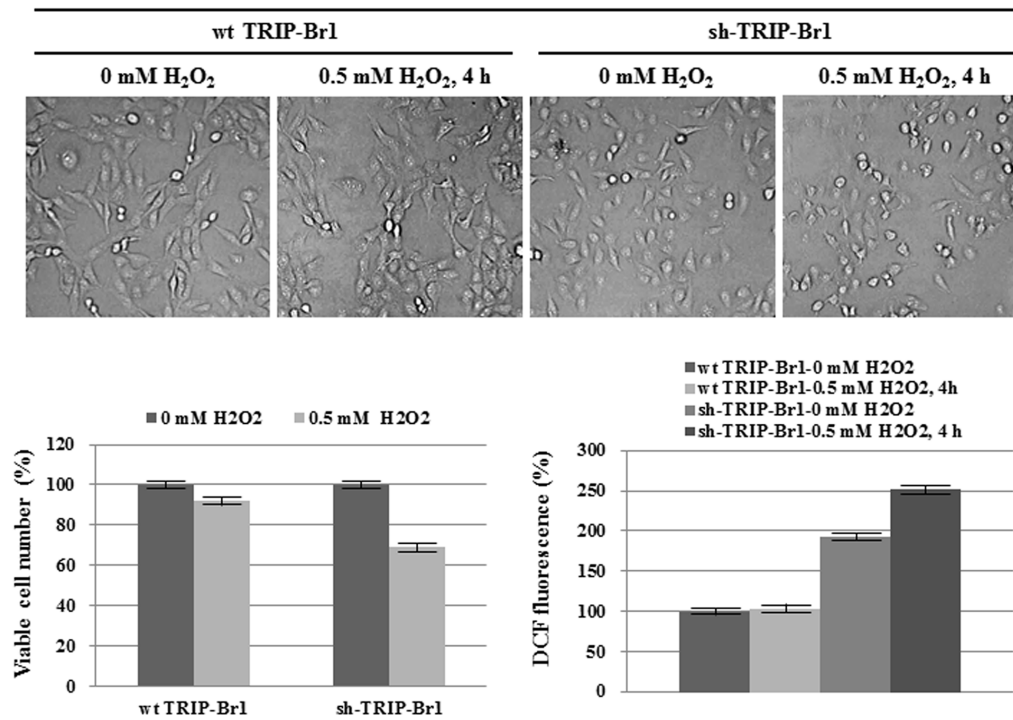 wt TRIP-Br1 sh-TRIP-Br1
0 mM H₂O₂ 0.5 mM H₂O₂, 4 h 0 mM H₂O₂ 0.5 mM H₂O₂, 4 h
0 mM H2O2 0.5 mM H2O2
Viable cell number (%)
120
100
80
60
40
20
0
wt TRIP-Br1 sh-TRIP-Br1
wt TRIP-Br1-0 mM H2O2
wt TRIP-Br1-0.5 mM H2O2, 4h
sh-TRIP-Br1-0 mM H2O2
sh-TRIP-Br1-0.5 mM H2O2, 4 h
DCF fluorescence (%)
300
250
200
150
100
50
0